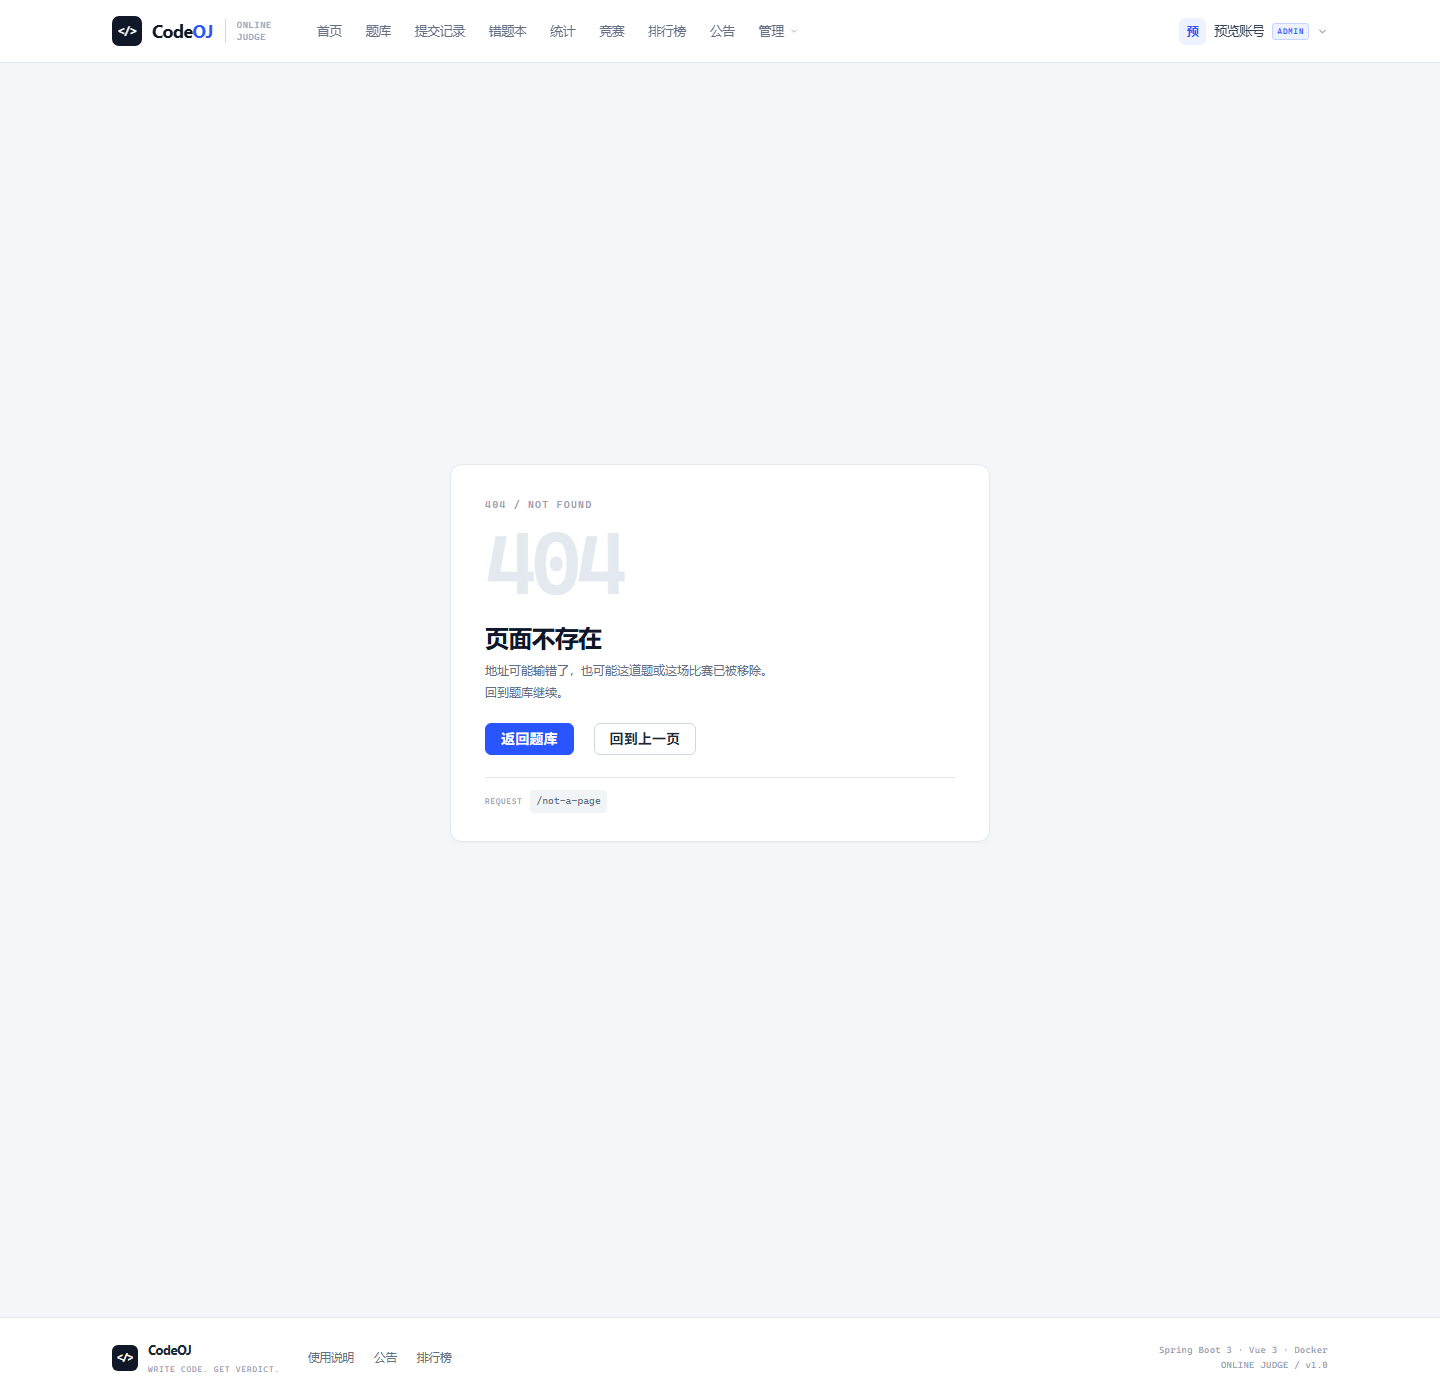 </> CodeOJ ONLINE JUDGE 首页 题库 提交记录 错题本 统计 竞赛 排行榜 公告 管理 预 预览账号 ADMIN
404 / NOT FOUND
404
页面不存在
地址可能输错了，也可能这道题或这场比赛已被移除。
回到题库继续。
返回题库 回到上一页
REQUEST /not-a-page
</> CodeOJ
WRITE CODE. GET VERDICT.
使用说明 公告 排行榜
Spring Boot 3 · Vue 3 · Docker
ONLINE JUDGE / v1.0